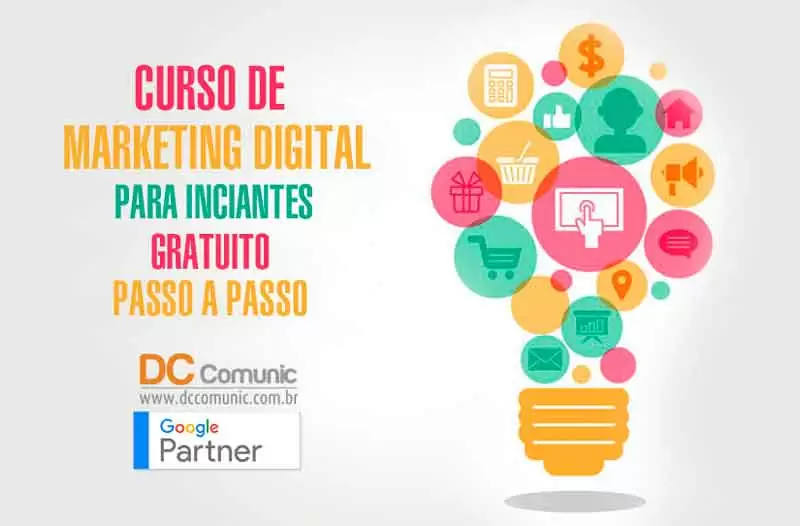 CURSO DE
MARKETING DIGITAL
PARA INCIANTES
GRATUITO
PASSO A PASSO
DC Comunic
www.dccomunic.com.br
Google
Partner
$